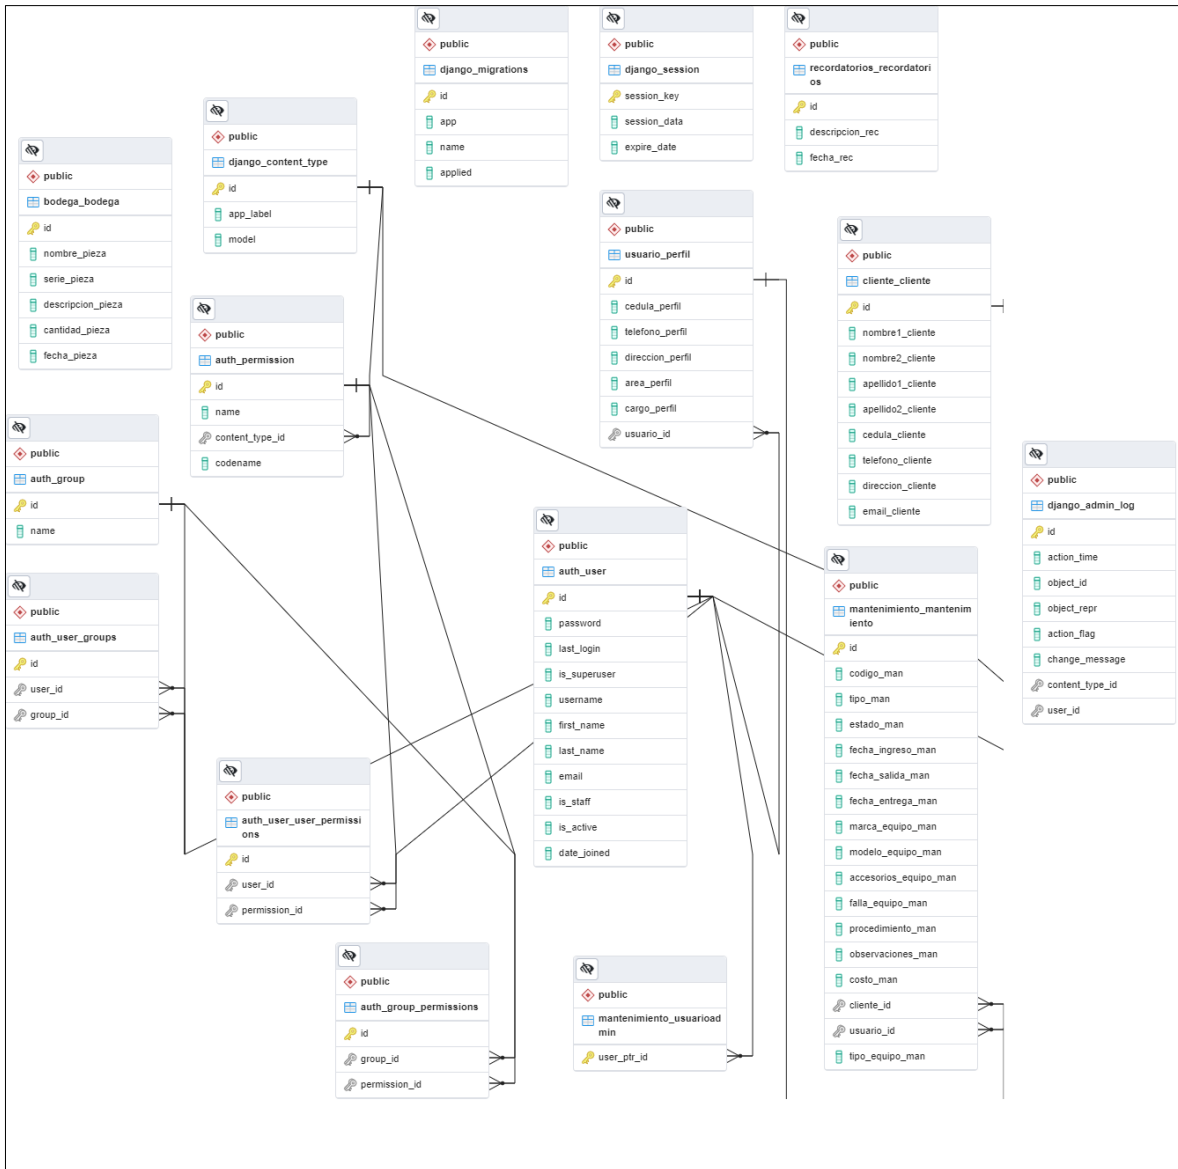 public
django_migrations
id
app
name
applied
public
django_session
session_key
session_data
expire_date
public
recordatorios_recordatori
os
id
descripcion_rec
fecha_rec
public
django_content_type
id
app_label
model
public
bodega_bodega
id
nombre_pieza
serie_pieza
descripcion_pieza
cantidad_pieza
fecha_pieza
public
usuario_perfil
id
cedula_perfil
telefono_perfil
direccion_perfil
area_perfil
cargo_perfil
usuario_id
public
cliente_cliente
id
nombre1_cliente
nombre2_cliente
apellido1_cliente
apellido2_cliente
cedula_cliente
telefono_cliente
direccion_cliente
email_cliente
public
auth_permission
id
name
content_type_id
codename
public
auth_group
id
name
public
django_admin_log
id
action_time
object_id
object_repr
action_flag
change_message
content_type_id
user_id
public
auth_user
id
password
last_login
is_superuser
username
first_name
last_name
email
is_staff
is_active
date_joined
public
mantenimiento_mantenim
iento
id
codigo_man
tipo_man
estado_man
fecha_ingreso_man
fecha_salida_man
fecha_entrega_man
marca_equipo_man
modelo_equipo_man
accesorios_equipo_man
falla_equipo_man
procedimiento_man
observaciones_man
costo_man
cliente_id
usuario_id
tipo_equipo_man
public
auth_user_groups
id
user_id
group_id
public
auth_user_user_permissi
ons
id
user_id
permission_id
public
auth_group_permissions
id
group_id
permission_id
public
mantenimiento_usuarioad
min
user_ptr_id